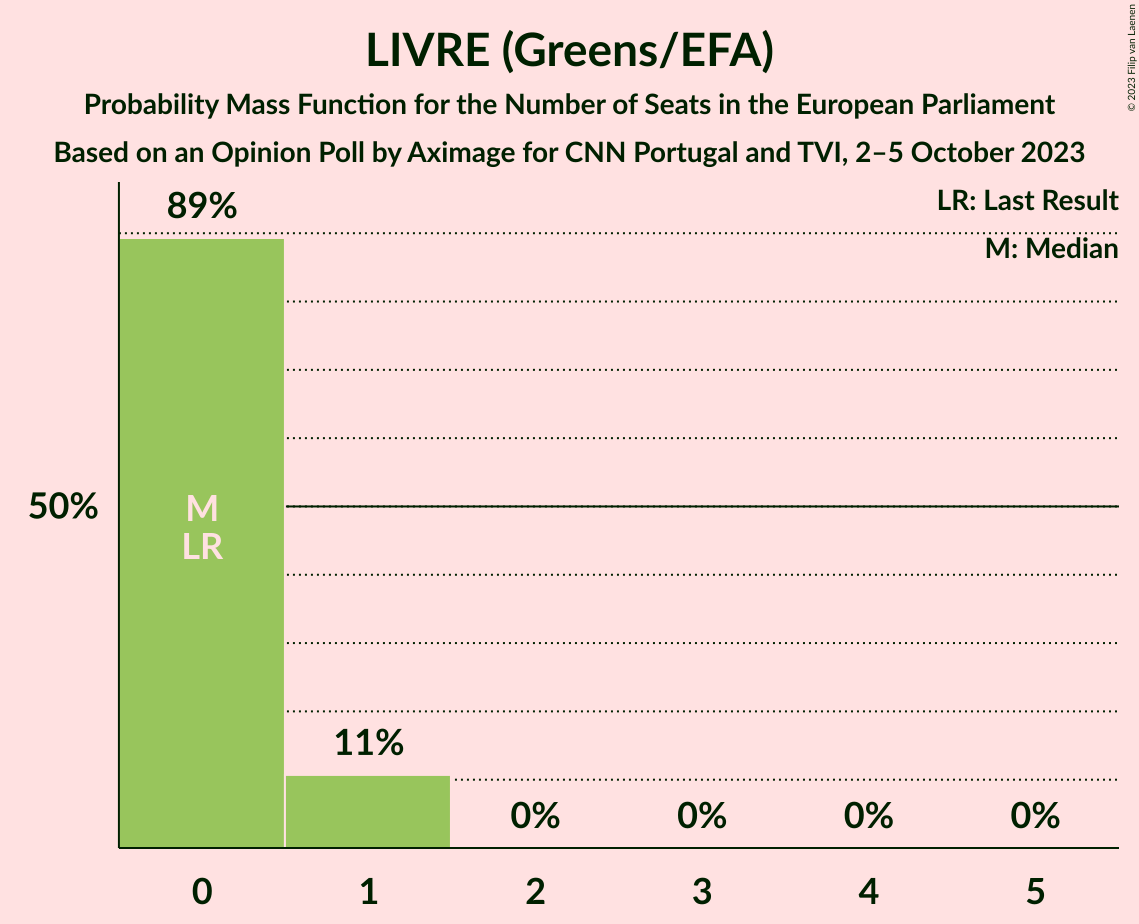 LIVRE (Greens/EFA)
Probability Mass Function for the Number of Seats in the European Parliament
Based on an Opinion Poll by Aximage for CNN Portugal and TVI, 2–5 October 2023
© 2023 Filip van Laenen
LR: Last Result
M: Median
89%
50%
M
LR
11%
0%
0%
0%
0%
0
1
2
3
4
5